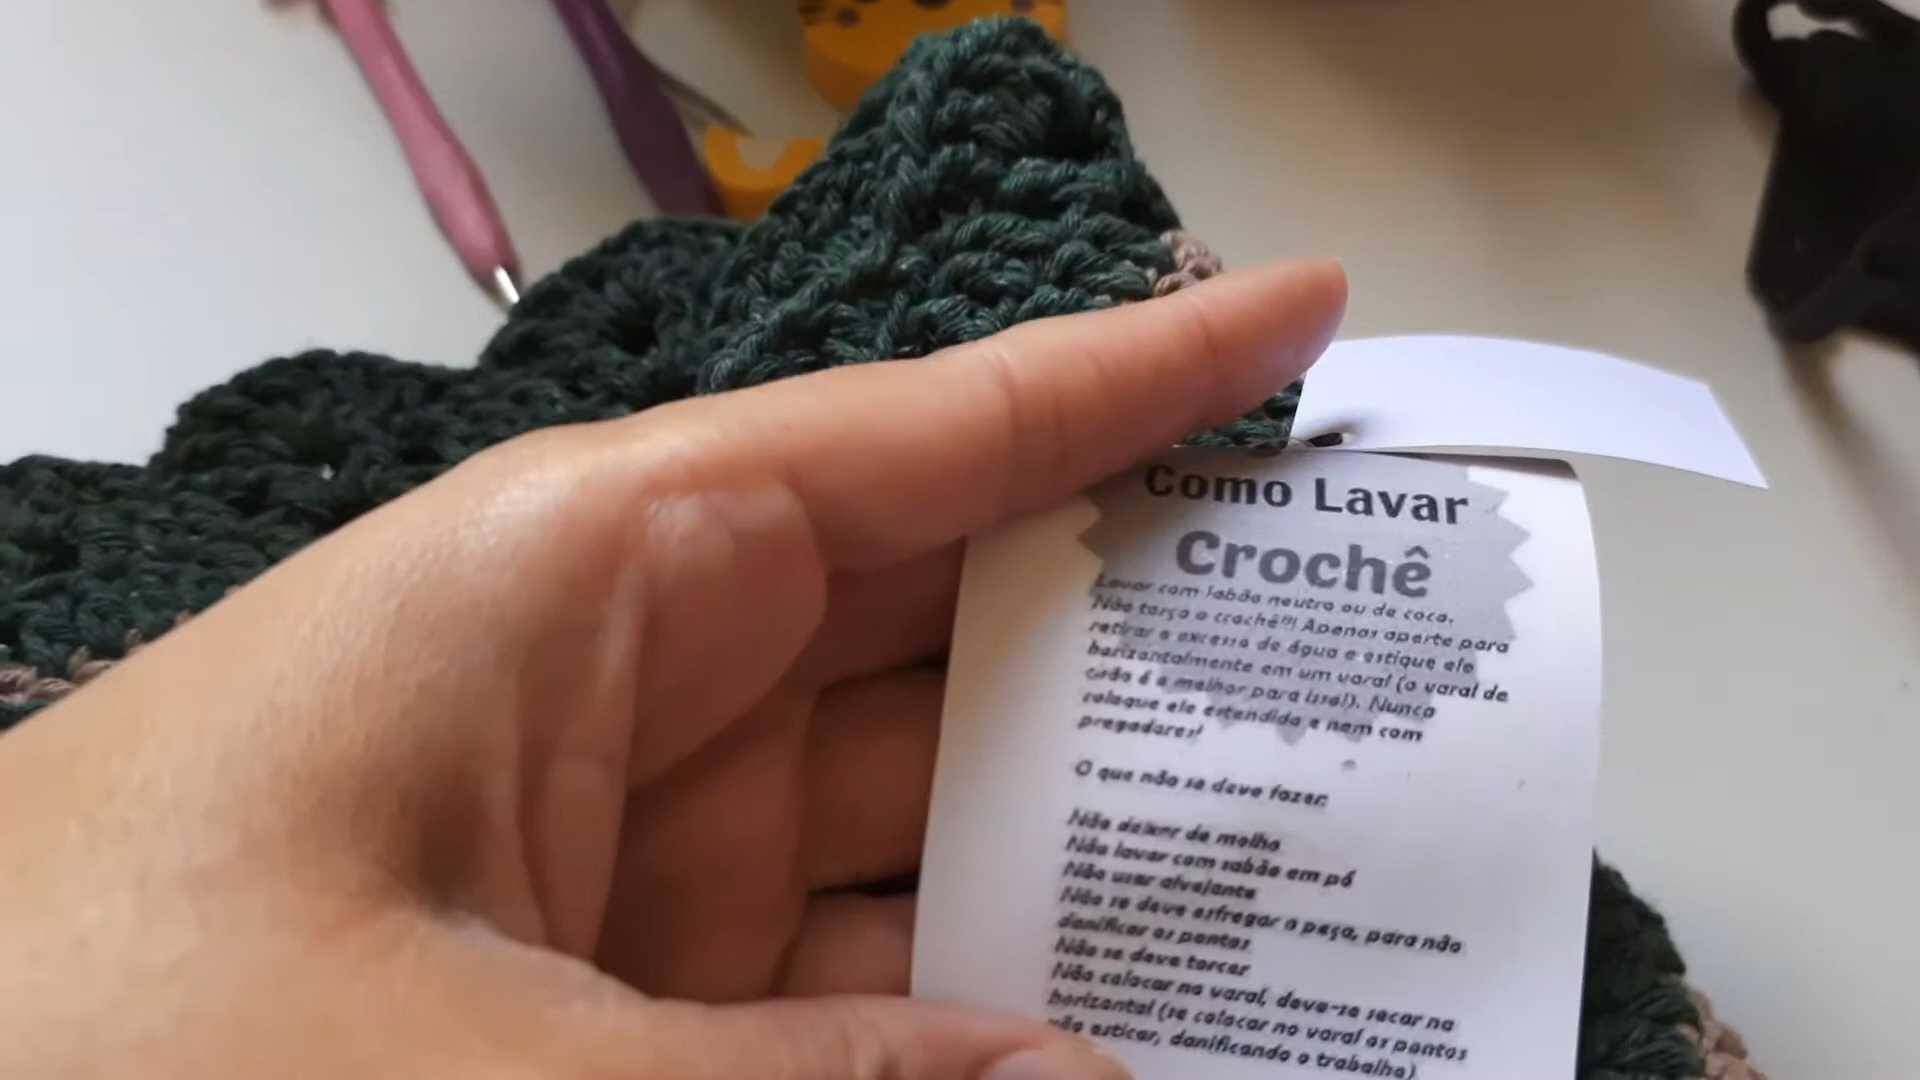 Como Lavar
Crochê
Lavar com sabão neutro ou de coco.
Não torça o crochê!!! Apenas aperte para
retirar o excesso de água e estique ele
horizontalmente em um varal (o varal de
chão é o melhor para isso!). Nunca
coloque ele estendido e nem com
pregadores!
O que não se deve fazer:
Não deixar de molho
Não lavar com sabão em pó
Não usar alvejante
Não se deve esfregar a peça, para não
danificar os pontos
Não se deve torcer
Não colocar no varal, deve-se secar na
horizontal (se colocar no varal os pontos
vão esticar, danificando o trabalho)